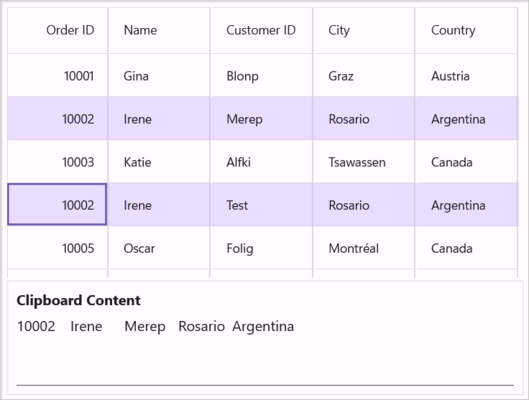 Order ID Name Customer ID City Country
10001 Gina Blonp Graz Austria
10002 Irene Merep Rosario Argentina
10003 Katie Alfki Tsawassen Canada
10002 Irene Test Rosario Argentina
10005 Oscar Folig Montréal Canada
Clipboard Content
10002 Irene Merep Rosario Argentina